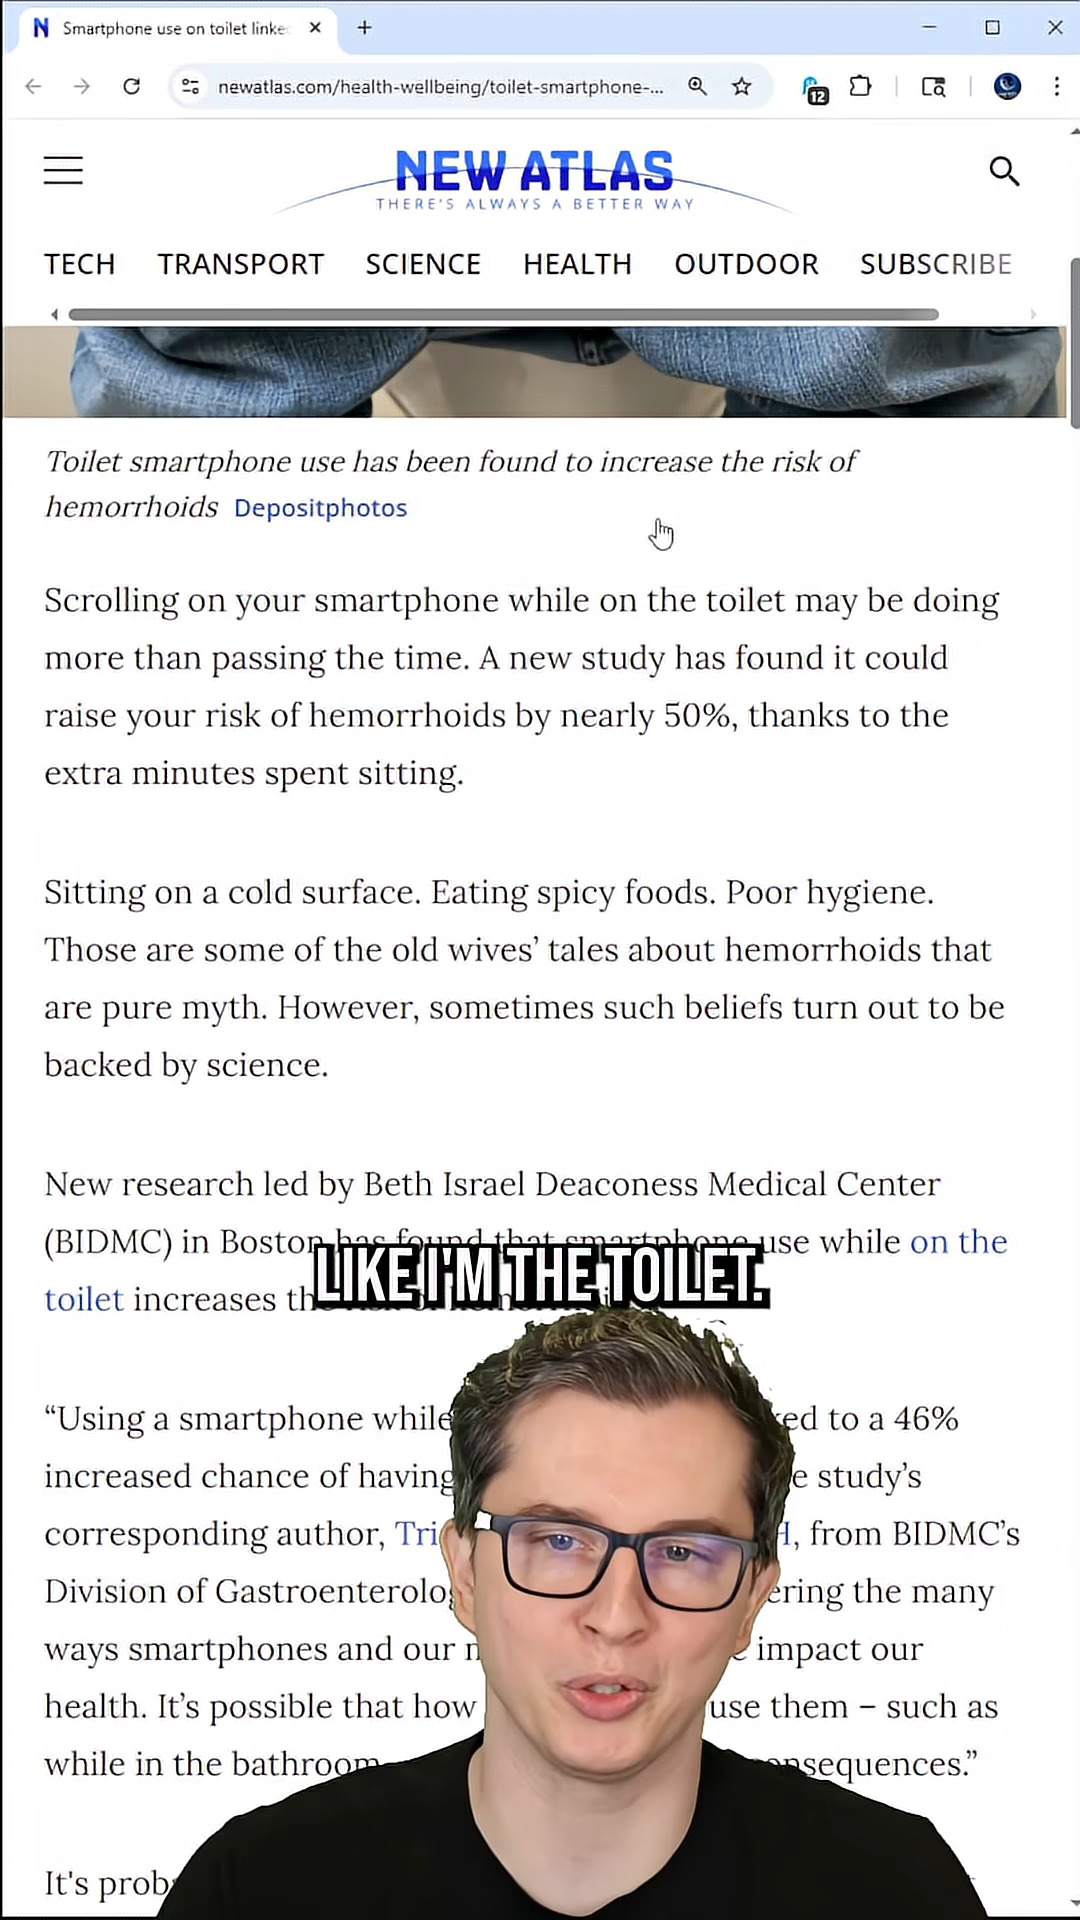 Smartphone use on toilet linke
newatlas.com/health-wellbeing/toilet-smartphone-...
12
NEW ATLAS
THERE'S ALWAYS A BETTER WAY
TECH TRANSPORT SCIENCE HEALTH OUTDOOR SUBSCRIBE
Toilet smartphone use has been found to increase the risk of
hemorrhoids Depositphotos
Scrolling on your smartphone while on the toilet may be doing
more than passing the time. A new study has found it could
raise your risk of hemorrhoids by nearly 50%, thanks to the
extra minutes spent sitting.
Sitting on a cold surface. Eating spicy foods. Poor hygiene.
Those are some of the old wives’ tales about hemorrhoids that
are pure myth. However, sometimes such beliefs turn out to be
backed by science.
New research led by Beth Israel Deaconess Medical Center
(BIDMC) in Boston has found that smartphone use while on the
LIKE I'M THE TOILET.
toilet increases
“Using a smartphone while ed to a 46%
increased chance of having e study’s
corresponding author, Tri H, from BIDMC’s
Division of Gastroenterolog ering the many
ways smartphones and our impact our
health. It’s possible that how use them – such as
while in the bathroom onsequences.”
It's prob